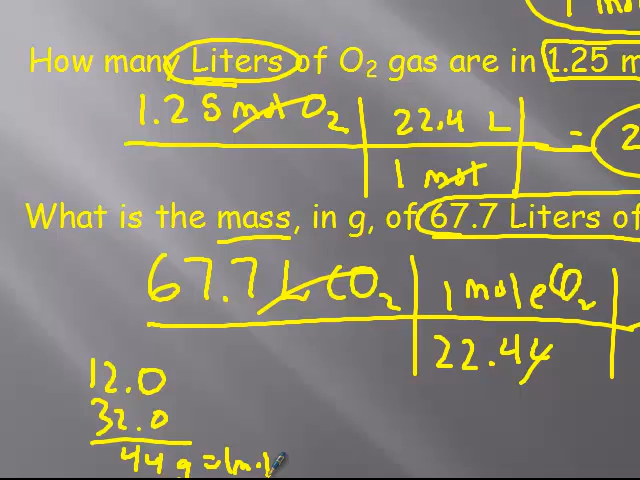 1 mol
How many Liters of O₂ gas are in 1.25 m
1.25 mol O₂ 22.4 L = 2
1 mol
What is the mass, in g, of 67.7 Liters of
67.7 L CO₂ 1 mole CO₂
22.4
12.0
32.0
44 g = 1mol